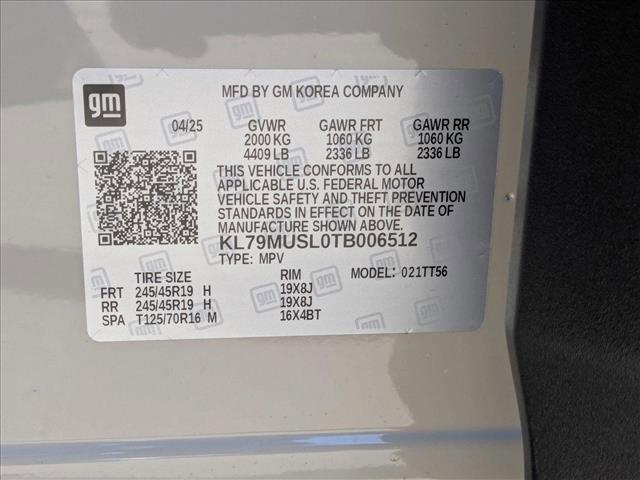 gm
MFD BY GM KOREA COMPANY
04/25 GVWR GAWR FRT GAWR RR
2000 KG 1060 KG 1060 KG
4409 LB 2336 LB 2336 LB
THIS VEHICLE CONFORMS TO ALL
APPLICABLE U.S. FEDERAL MOTOR
VEHICLE SAFETY AND THEFT PREVENTION
STANDARDS IN EFFECT ON THE DATE OF
MANUFACTURE SHOWN ABOVE.
KL79MUSL0TB006512
TYPE: MPV MODEL: 021TT56
TIRE SIZE RIM
FRT 245/45R19 H 19X8J
RR 245/45R19 H 19X8J
SPA T125/70R16 M 16X4BT